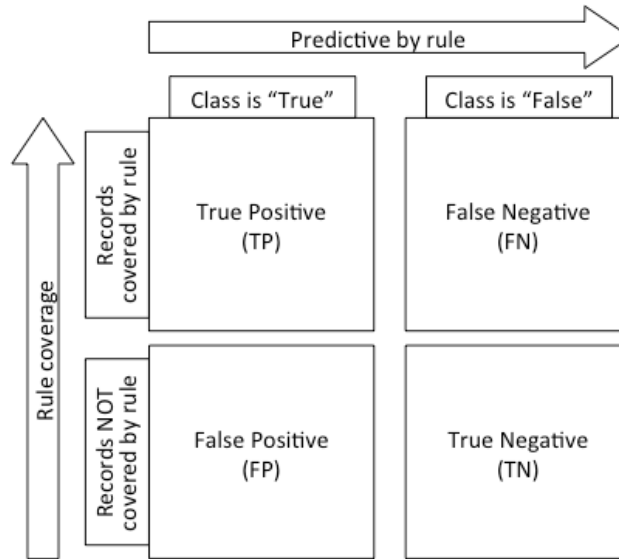 Predictive by rule
Class is “True”
Class is “False”
Rule coverage
Records
covered by rule
True Positive
(TP)
False Negative
(FN)
Records NOT
covered by rule
False Positive
(FP)
True Negative
(TN)